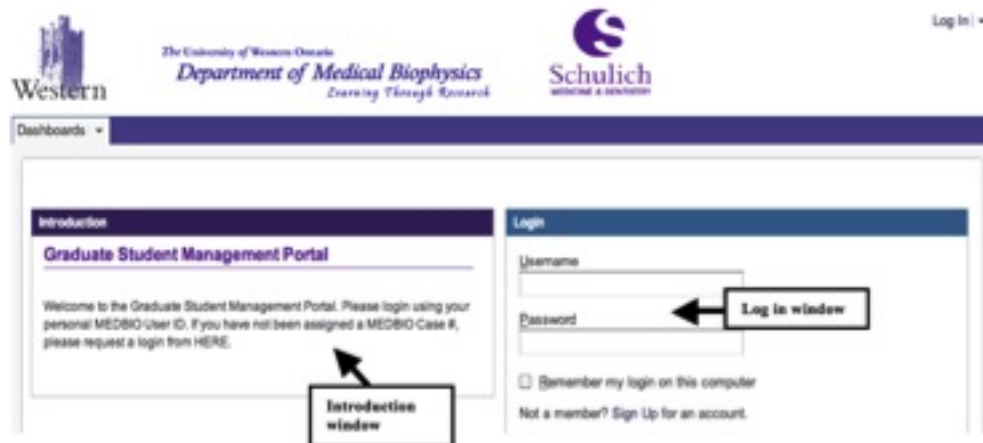 Log In
Western
The University of Western Ontario
Department of Medical Biophysics
Learning Through Research
Schulich
MEDICINE & DENTISTRY
Dashboards
Introduction
Graduate Student Management Portal
Welcome to the Graduate Student Management Portal. Please login using your
personal MEDBIO User ID. If you have not been assigned a MEDBIO Case #,
please request a login from HERE.
Introduction
window
Login
Username
Password
Log in window
Remember my login on this computer
Not a member? Sign Up for an account.